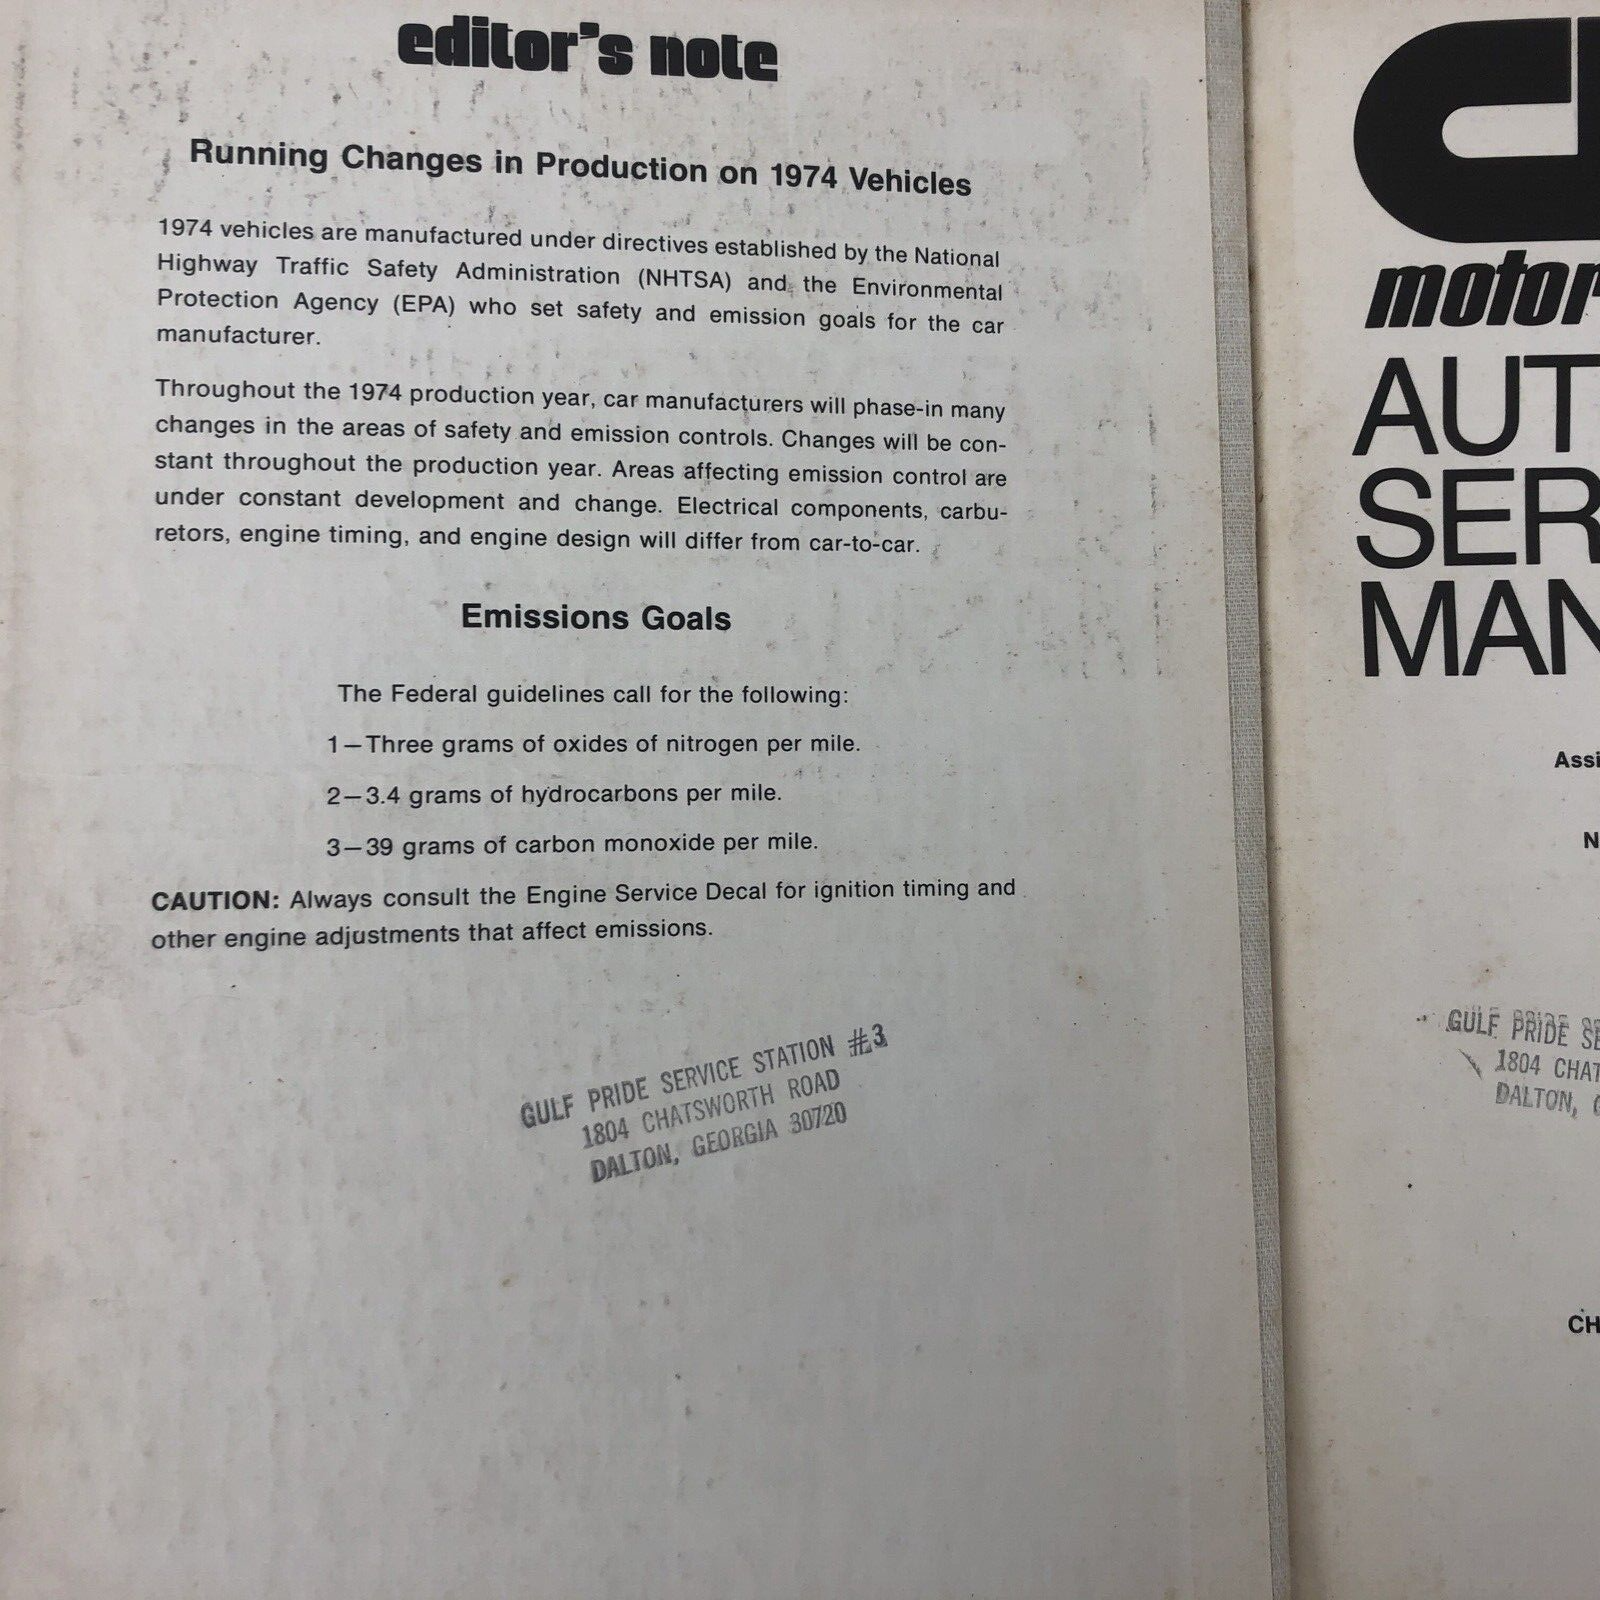 editor's note
Running Changes in Production on 1974 Vehicles
1974 vehicles are manufactured under directives established by the National
Highway Traffic Safety Administration (NHTSA) and the Environmental
Protection Agency (EPA) who set safety and emission goals for the car
manufacturer.
Throughout the 1974 production year, car manufacturers will phase-in many
changes in the areas of safety and emission controls. Changes will be con-
stant throughout the production year. Areas affecting emission control are
under constant development and change. Electrical components, carbu-
retors, engine timing, and engine design will differ from car-to-car.
Emissions Goals
The Federal guidelines call for the following:
1—Three grams of oxides of nitrogen per mile.
2—3.4 grams of hydrocarbons per mile.
3—39 grams of carbon monoxide per mile.
CAUTION: Always consult the Engine Service Decal for ignition timing and
other engine adjustments that affect emissions.
GULF PRIDE SERVICE STATION #3
1804 CHATSWORTH ROAD
DALTON, GEORGIA 30720
motor
AUT
SER
MAN
Assi
N
GULF PRIDE SE
1804 CHAT
DALTON,
CH